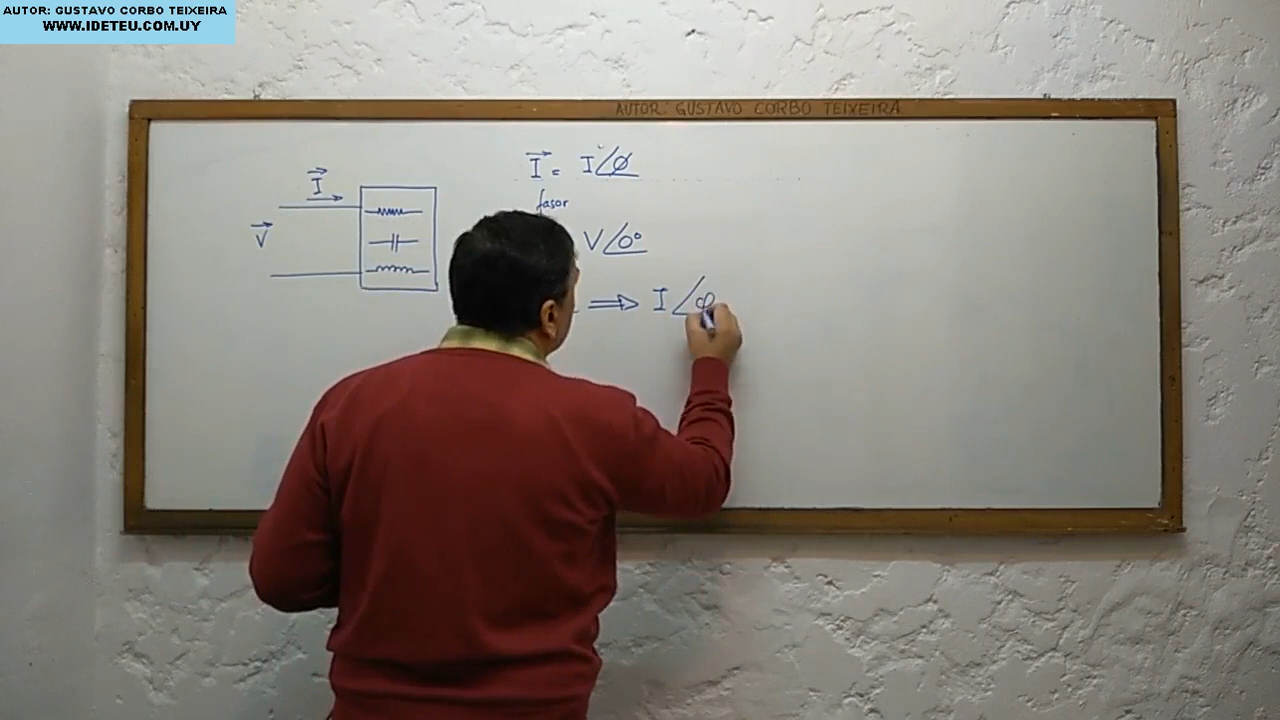 AUTOR: GUSTAVO CORBO TEIXEIRA
WWW.IDETEU.COM.UY
AUTOR: GUSTAVO CORBO TEIXEIRA
I⃗ = I∠φ
fasor
I⃗
V⃗
V∠0°
⇒ I∠φ